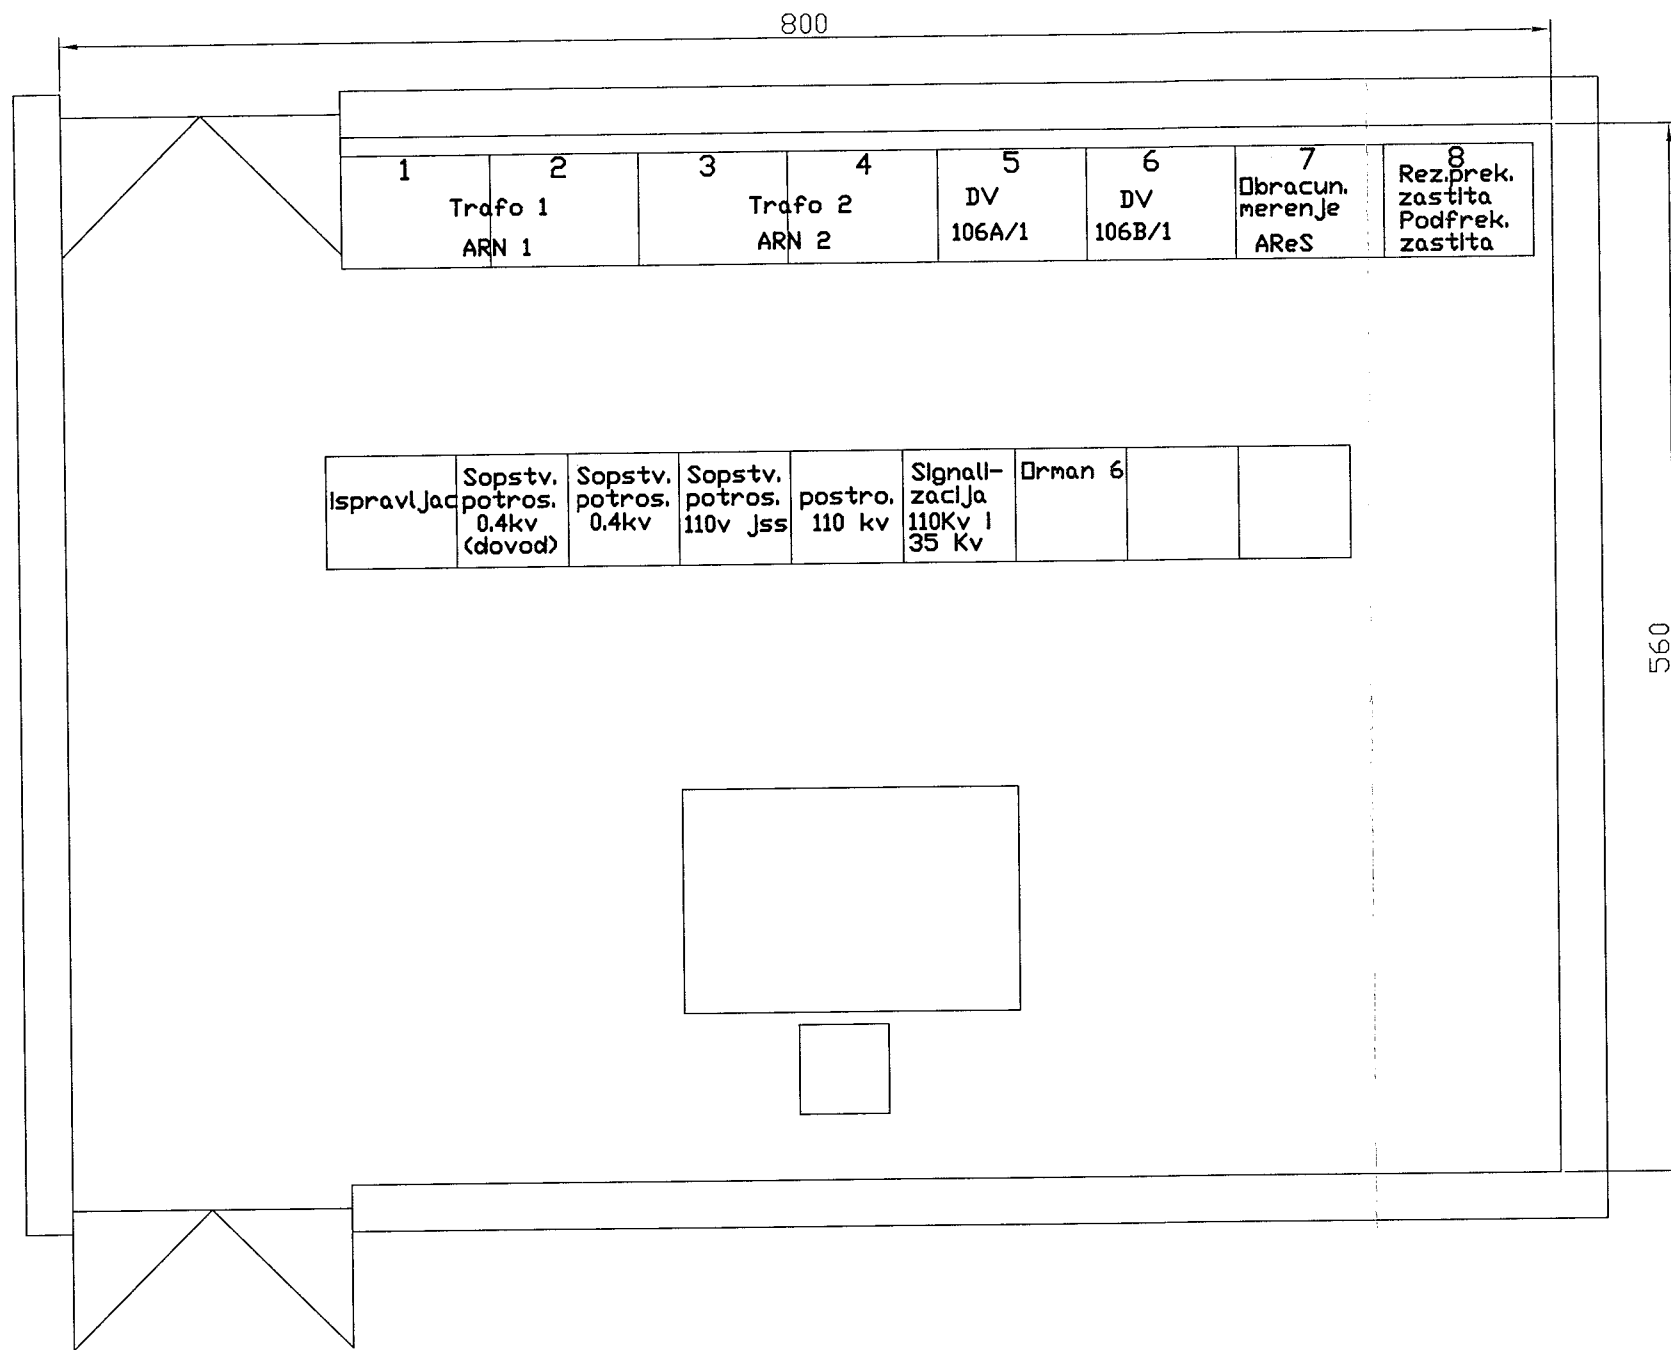 800
1
2
Trafo 1
ARN 1
3
4
Trafo 2
ARN 2
5
DV
106A/1
6
DV
106B/1
7
Obracun.
merenje
AReS
8
Rez.prek.
zastita
Podfrek.
zastita
Ispravljac
Sopstv.
potros.
0.4kv
(dovod)
Sopstv.
potros.
0.4kv
Sopstv.
potros.
110v jss
postro.
110 kv
Signali-
zacija
110Kv i
35 Kv
Orman 6
560